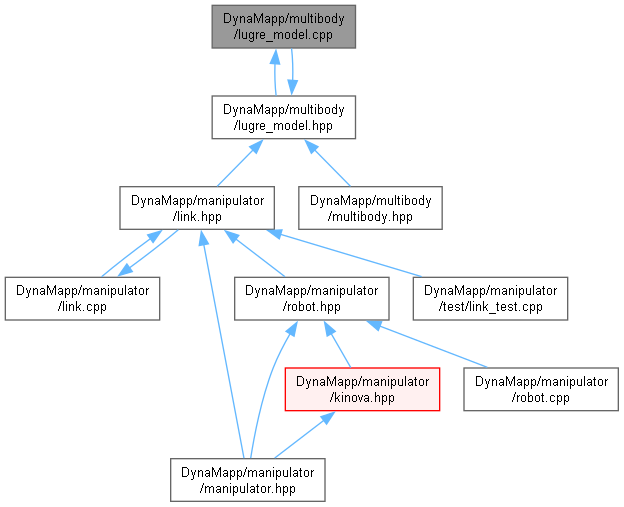 DynaMapp/multibody
/lugre_model.cpp
DynaMapp/multibody
/lugre_model.hpp
DynaMapp/manipulator
/link.hpp
DynaMapp/multibody
/multibody.hpp
DynaMapp/manipulator
/link.cpp
DynaMapp/manipulator
/robot.hpp
DynaMapp/manipulator
/test/link_test.cpp
DynaMapp/manipulator
/kinova.hpp
DynaMapp/manipulator
/robot.cpp
DynaMapp/manipulator
/manipulator.hpp